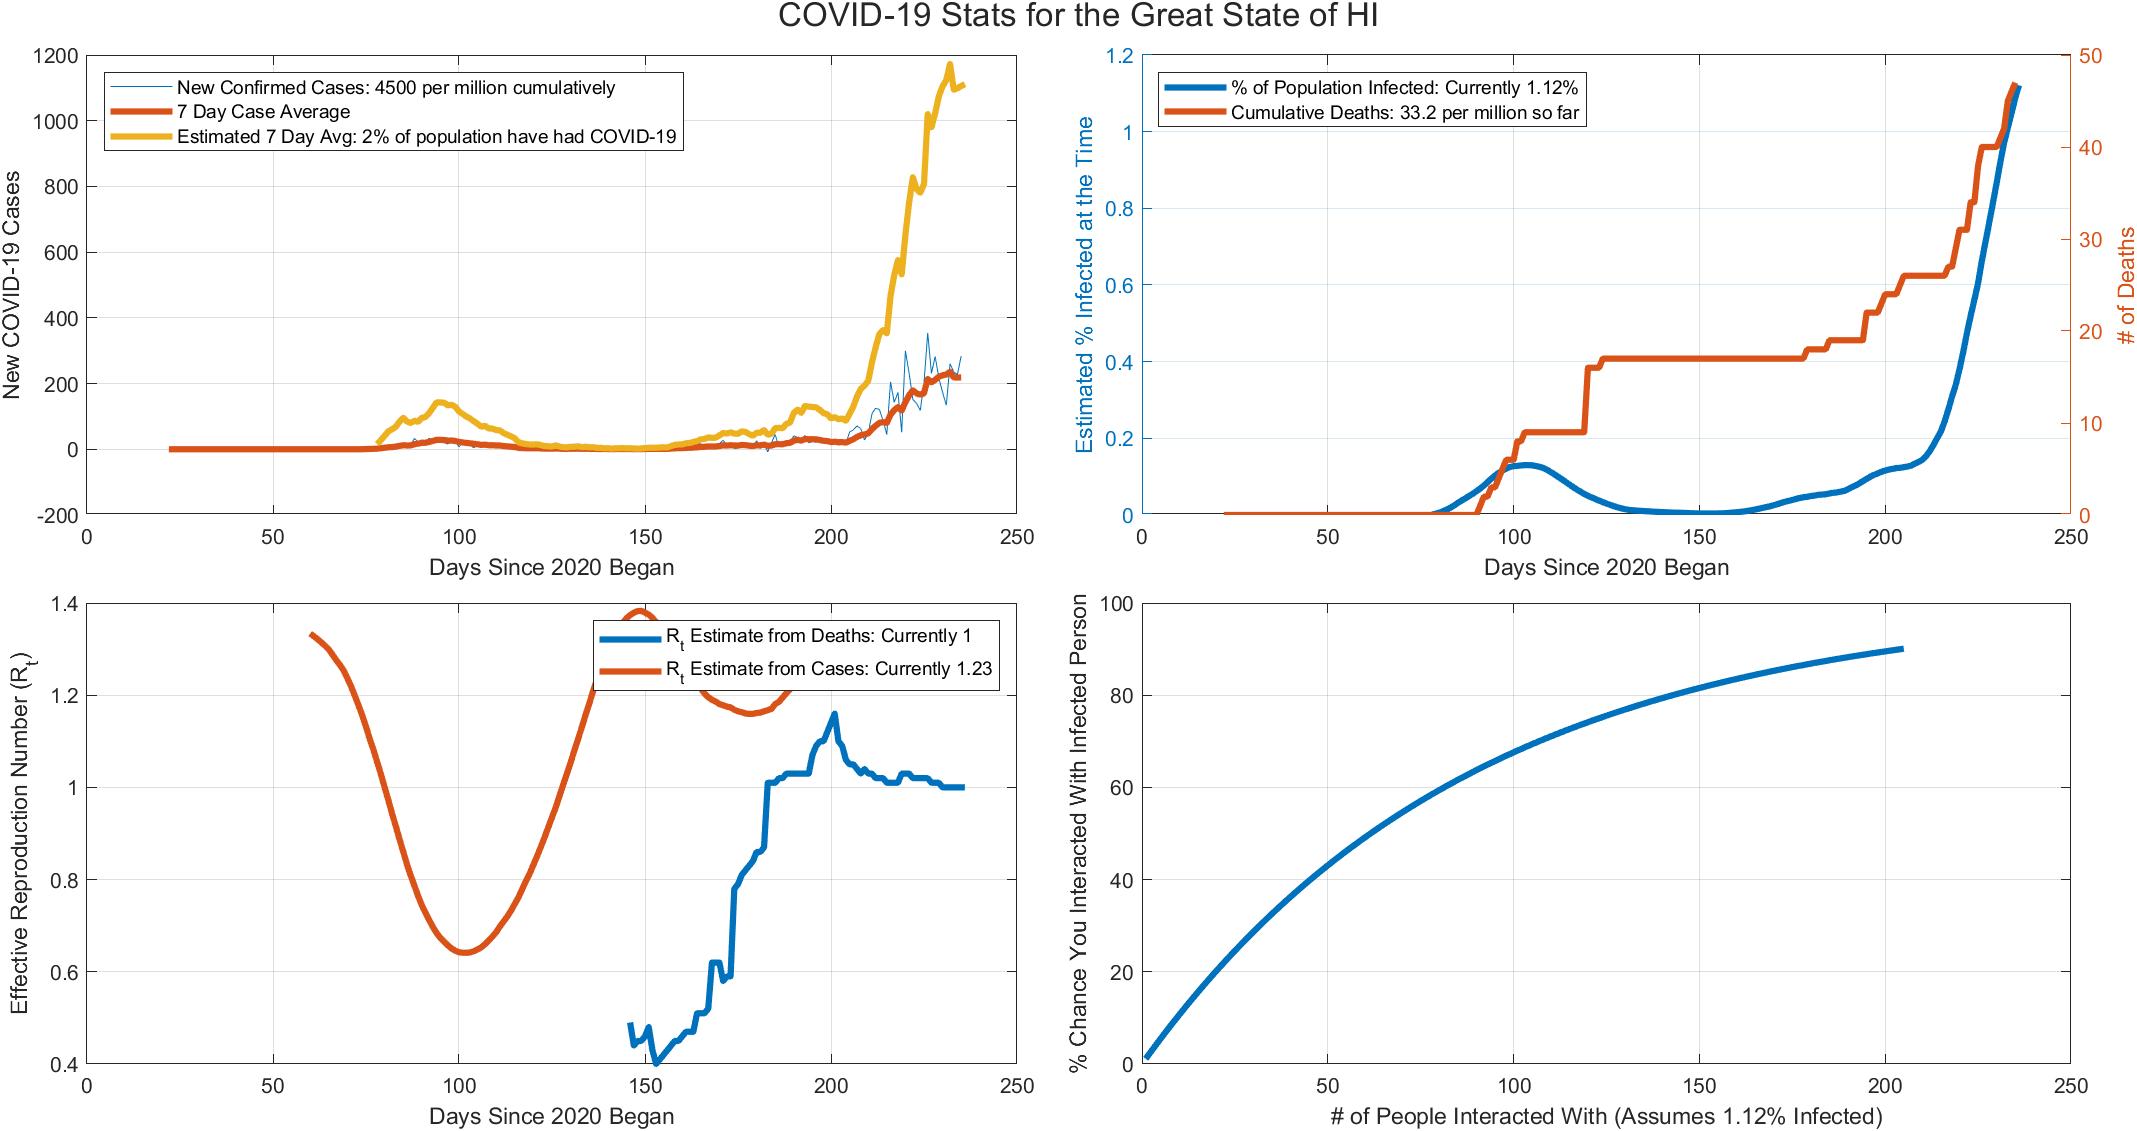 COVID-19 Stats for the Great State of HI
New COVID-19 Cases
1200
1000
800
600
400
200
0
-200
New Confirmed Cases: 4500 per million cumulatively
7 Day Case Average
Estimated 7 Day Avg: 2% of population have had COVID-19
0 50 100 150 200 250
Days Since 2020 Began
Estimated % Infected at the Time
1.2
1
0.8
0.6
0.4
0.2
0
% of Population Infected: Currently 1.12%
Cumulative Deaths: 33.2 per million so far
50
40
30
20
10
0
# of Deaths
0 50 100 150 200 250
Days Since 2020 Began
Effective Reproduction Number (Rt)
1.4
1.2
1
0.8
0.6
0.4
Rt Estimate from Deaths: Currently 1
Rt Estimate from Cases: Currently 1.23
0 50 100 150 200 250
Days Since 2020 Began
% Chance You Interacted With Infected Person
100
80
60
40
20
0
0 50 100 150 200 250
# of People Interacted With (Assumes 1.12% Infected)